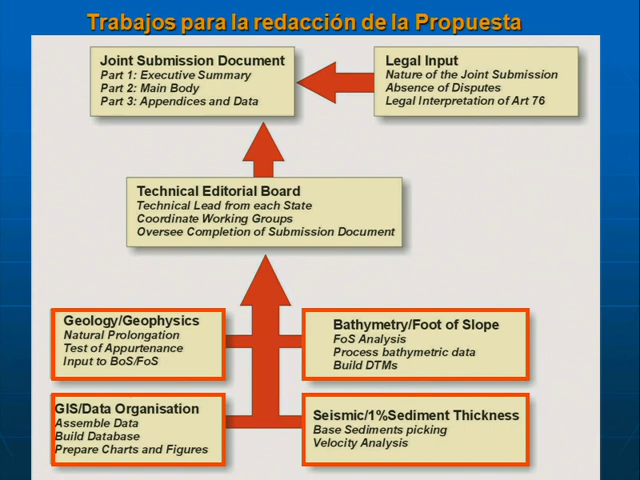 Trabajos para la redacción de la Propuesta
Joint Submission Document
Part 1: Executive Summary
Part 2: Main Body
Part 3: Appendices and Data
Legal Input
Nature of the Joint Submission
Absence of Disputes
Legal Interpretation of Art 76
Technical Editorial Board
Technical Lead from each State
Coordinate Working Groups
Oversee Completion of Submission Document
Geology/Geophysics
Natural Prolongation
Test of Appurtenance
Input to BoS/FoS
Bathymetry/Foot of Slope
FoS Analysis
Process bathymetric data
Build DTMs
GIS/Data Organisation
Assemble Data
Build Database
Prepare Charts and Figures
Seismic/1%Sediment Thickness
Base Sediments picking
Velocity Analysis